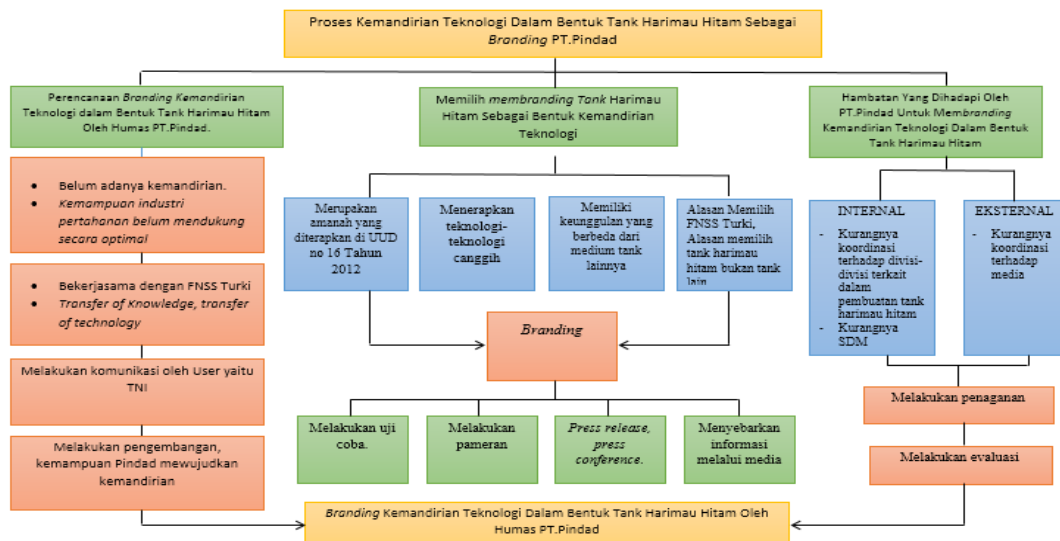 Proses Kemandirian Teknologi Dalam Bentuk Tank Harimau Hitam Sebagai
Branding PT.Pindad
Perencanaan Branding Kemandirian
Teknologi dalam Bentuk Tank Harimau Hitam
Oleh Humas PT.Pindad.
Belum adanya kemandirian.
Kemampuan industri
pertahanan belum mendukung
secara optimal
Bekerjasama dengan FNSS Turki
Transfer of Knowledge, transfer
of technology
Melakukan komunikasi oleh User yaitu
TNI
Melakukan pengembangan,
kemampuan Pindad mewujudkan
kemandirian
Memilih membranding Tank Harimau
Hitam Sebagai Bentuk Kemandirian
Teknologi
Merupakan
amanah yang
diterapkan di UUD
no 16 Tahun
2012
Menerapkan
teknologi-
teknologi
canggih
Memiliki
keunggulan yang
berbeda dari
medium tank
lainnya
Alasan Memilih
FNSS Turki,
Alasan memilih
tank harimau
hitam bukan tank
lain
Branding
Melakukan uji
coba.
Melakukan
pameran
Press release,
press
conference.
Menyebarkan
informasi
melalui media
Hambatan Yang Dihadapi Oleh
PT.Pindad Untuk Membranding
Kemandirian Teknologi Dalam Bentuk
Tank Harimau Hitam
INTERNAL
- Kurangnya
koordinasi
terhadap divisi-
divisi terkait
dalam
pembuatan tank
harimau hitam
- Kurangnya
SDM
EKSTERNAL
- Kurangnya
koordinasi
terhadap
media
Melakukan penaganan
Melakukan evaluasi
Branding Kemandirian Teknologi Dalam Bentuk Tank Harimau Hitam Oleh
Humas PT.Pindad